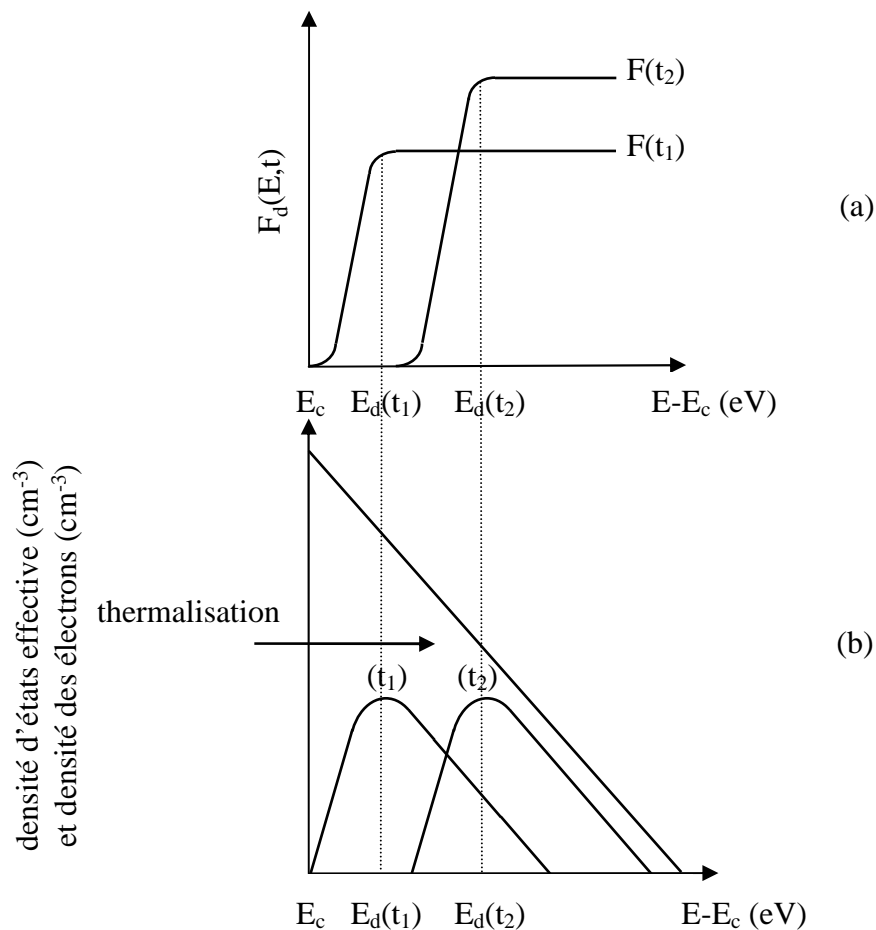 F(t₂)
F(t₁)
F_d(E,t)
(a)
E_c E_d(t₁) E_d(t₂) E-E_c (eV)
densité d’états effective (cm⁻³)
et densité des électrons (cm⁻³)
thermalisation
(b)
(t₁) (t₂)
E_c E_d(t₁) E_d(t₂) E-E_c (eV)